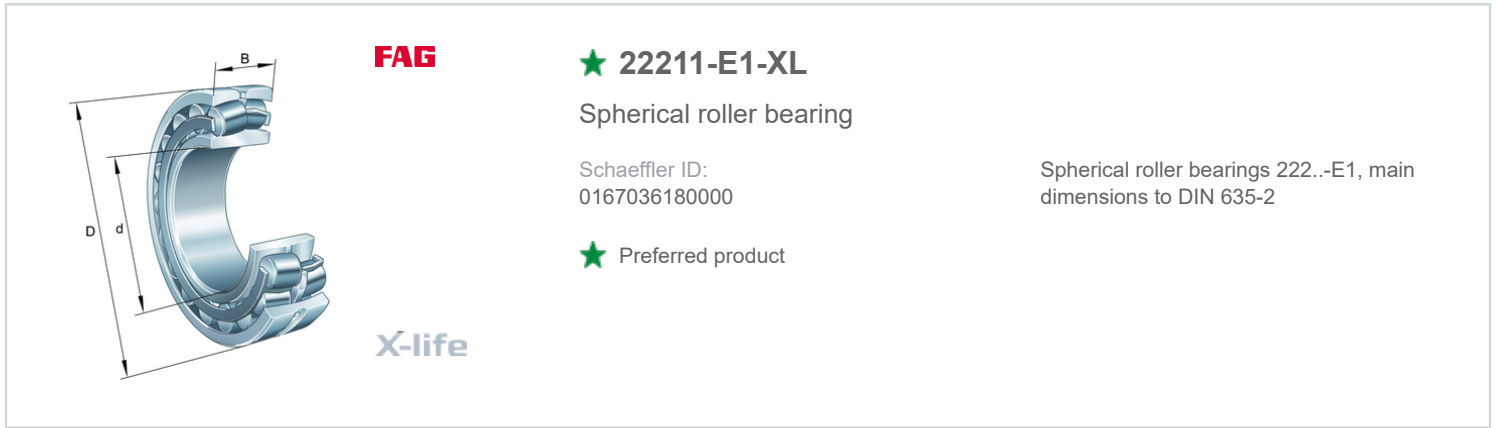 B
D
d
FAG
X-life
22211-E1-XL
Spherical roller bearing
Schaeffler ID:
0167036180000
Spherical roller bearings 222..-E1, main
dimensions to DIN 635-2
Preferred product